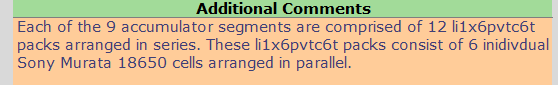 Additional Comments
Each of the 9 accumulator segments are comprised of 12 li1x6pvtc6t
packs arranged in series. These li1x6pvtc6t packs consist of 6 inidivdual
Sony Murata 18650 cells arranged in parallel.